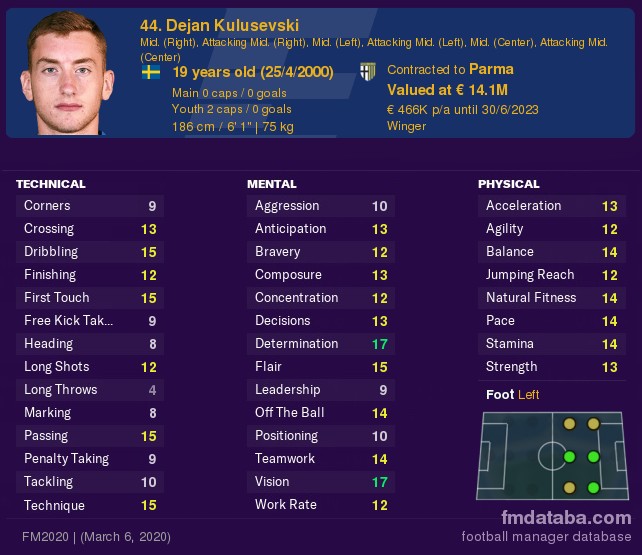 44. Dejan Kulusevski
Mid. (Right), Attacking Mid. (Right), Mid. (Left), Attacking Mid. (Left), Mid. (Center), Attacking Mid.
(Center)
19 years old (25/4/2000)
Main 0 caps / 0 goals
Youth 2 caps / 0 goals
186 cm / 6' 1" | 75 kg
Contracted to Parma
Valued at € 14.1M
€ 466K p/a until 30/6/2023
Winger
TECHNICAL
Corners 9
Crossing 13
Dribbling 15
Finishing 12
First Touch 15
Free Kick Tak... 9
Heading 8
Long Shots 12
Long Throws 4
Marking 8
Passing 15
Penalty Taking 9
Tackling 10
Technique 15
MENTAL
Aggression 10
Anticipation 13
Bravery 12
Composure 13
Concentration 12
Decisions 13
Determination 17
Flair 15
Leadership 9
Off The Ball 14
Positioning 10
Teamwork 14
Vision 17
Work Rate 12
PHYSICAL
Acceleration 13
Agility 12
Balance 14
Jumping Reach 12
Natural Fitness 14
Pace 14
Stamina 14
Strength 13
Foot Left
FM2020 | (March 6, 2020)
fmdataba.com
football manager database